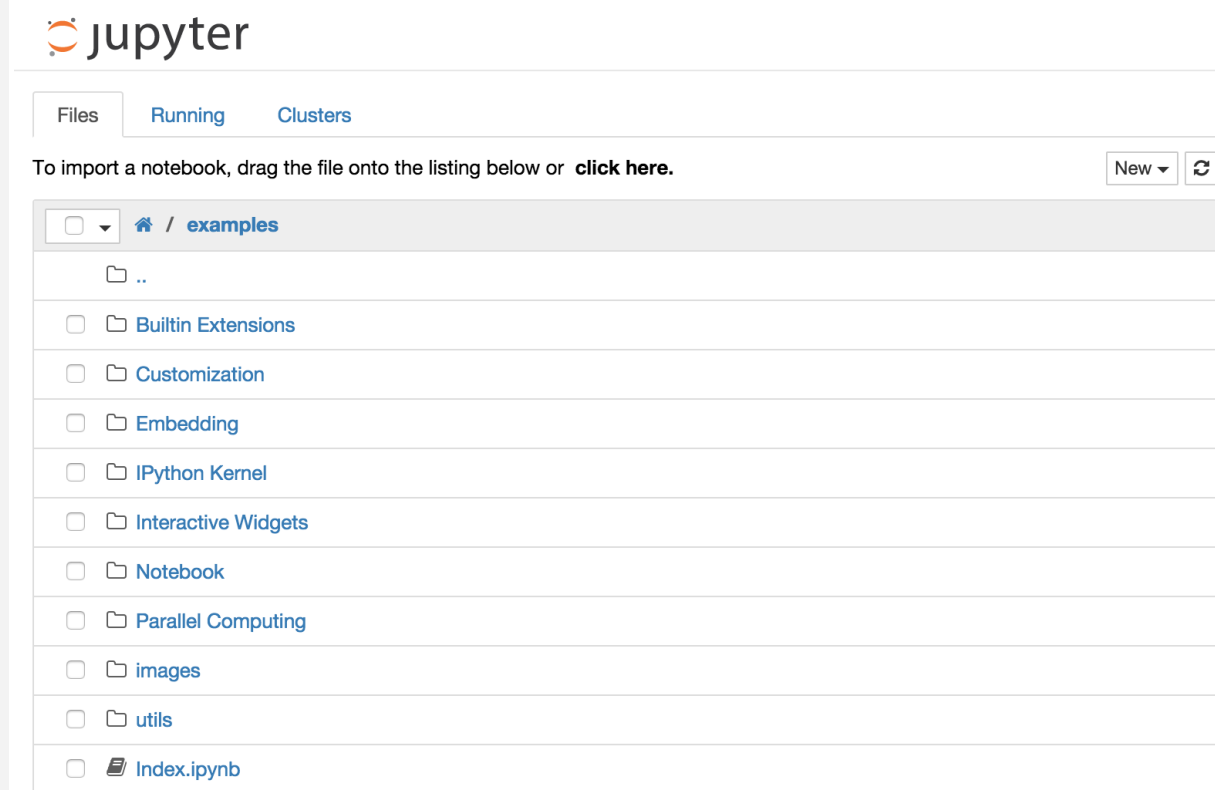 jupyter
Files Running Clusters
To import a notebook, drag the file onto the listing below or click here.
New
/ examples
..
Builtin Extensions
Customization
Embedding
IPython Kernel
Interactive Widgets
Notebook
Parallel Computing
images
utils
Index.ipynb